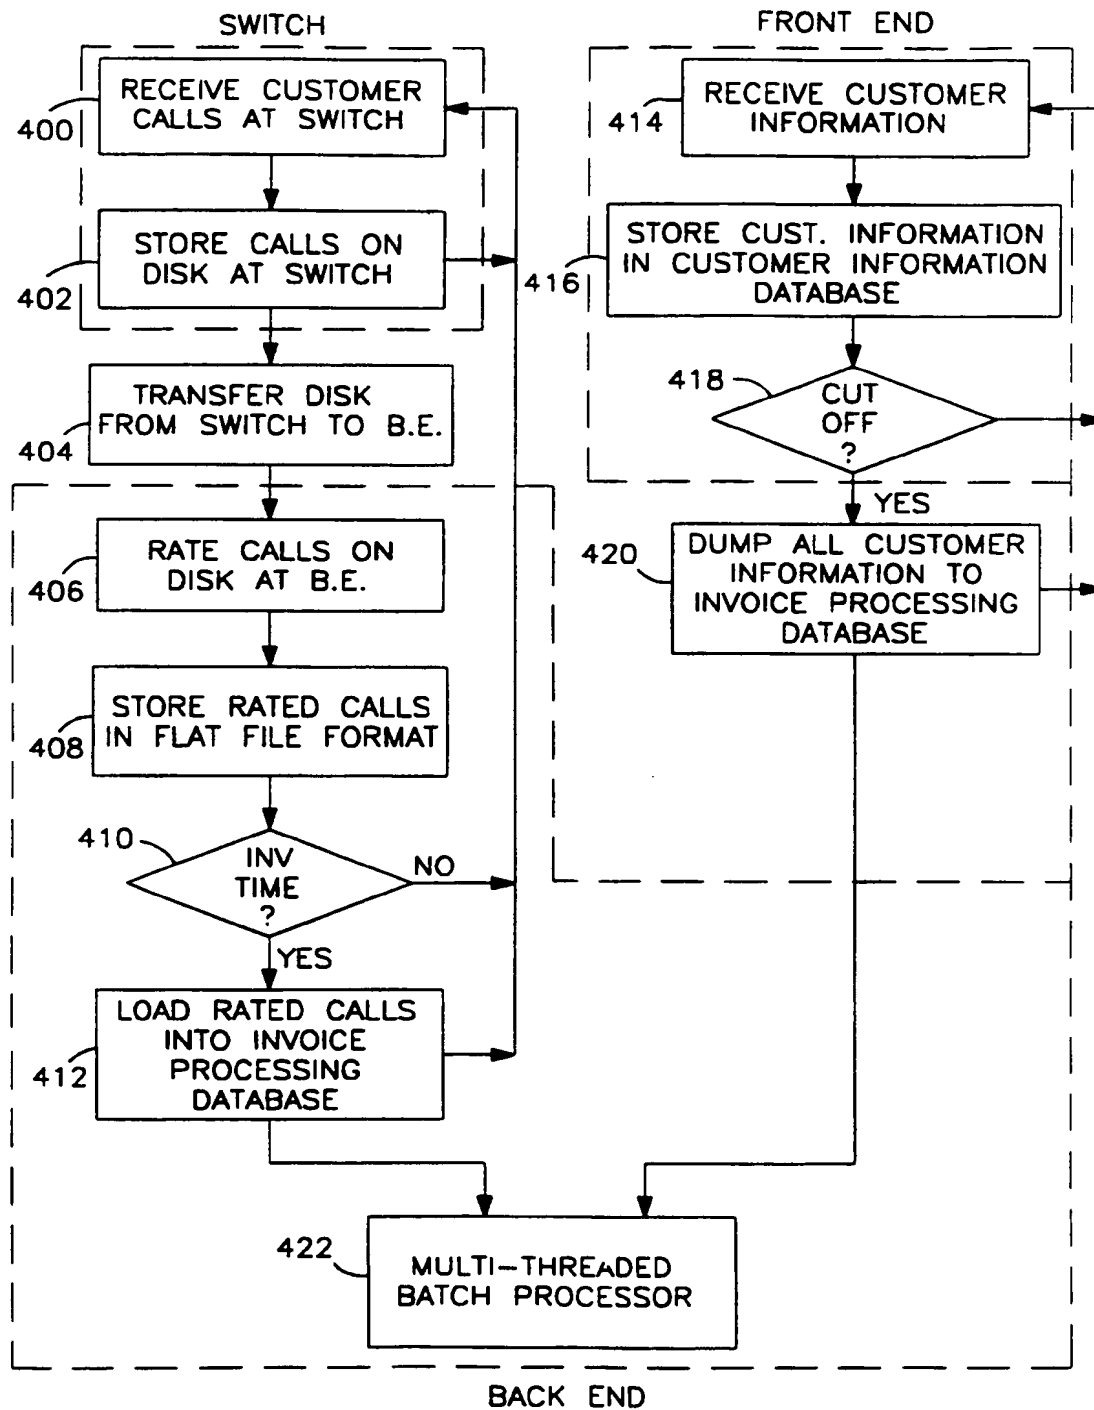 SWITCH
RECEIVE CUSTOMER
CALLS AT SWITCH
400
STORE CALLS ON
DISK AT SWITCH
402
TRANSFER DISK
FROM SWITCH TO B.E.
404
RATE CALLS ON
DISK AT B.E.
406
STORE RATED CALLS
IN FLAT FILE FORMAT
408
410
INV
TIME
?
NO
YES
LOAD RATED CALLS
INTO INVOICE
PROCESSING
DATABASE
412
FRONT END
RECEIVE CUSTOMER
INFORMATION
414
STORE CUST. INFORMATION
IN CUSTOMER INFORMATION
DATABASE
416
418
CUT
OFF
?
YES
DUMP ALL CUSTOMER
INFORMATION TO
INVOICE PROCESSING
DATABASE
420
422
MULTI-THREADED
BATCH PROCESSOR
BACK END